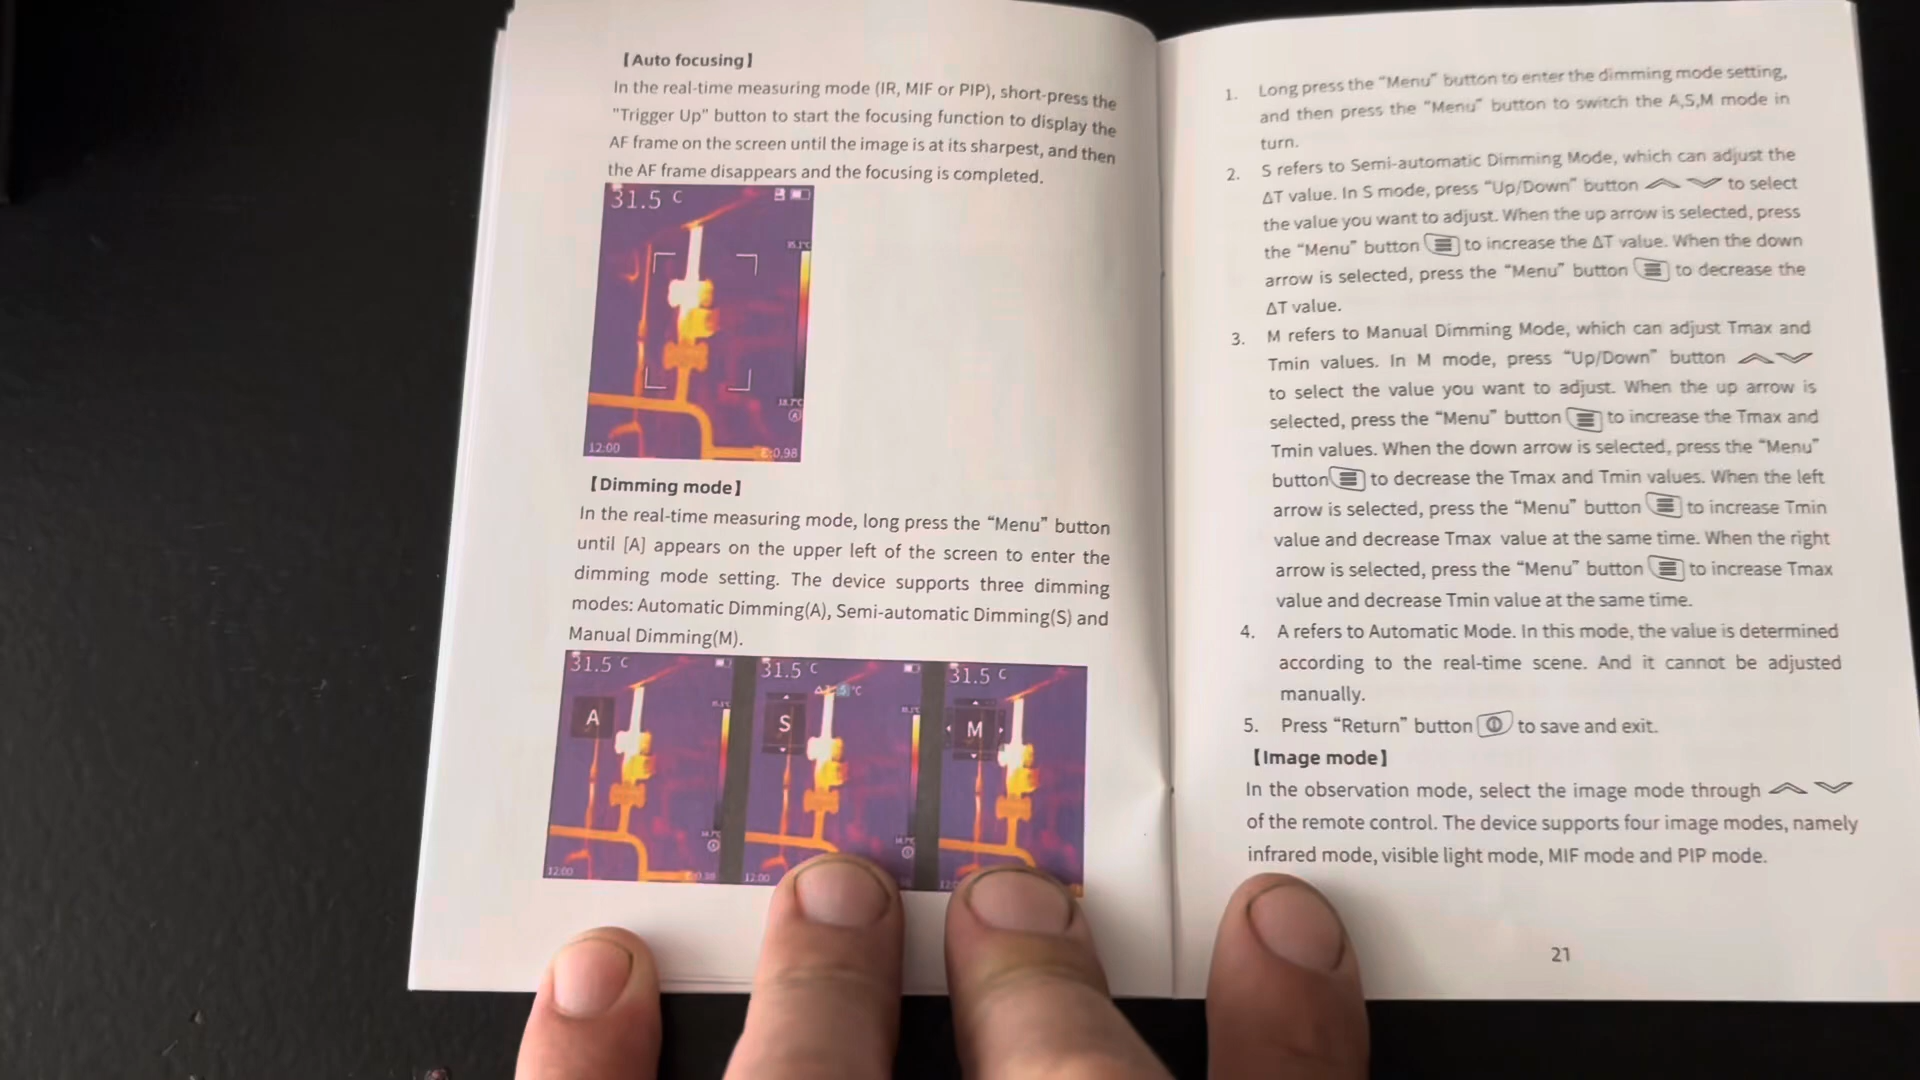 【Auto focusing】
In the real-time measuring mode (IR, MIF or PIP), short-press the
"Trigger Up" button to start the focusing function to display the
AF frame on the screen until the image is at its sharpest, and then
the AF frame disappears and the focusing is completed.
31.5 C
12:00
0.98
【Dimming mode】
In the real-time measuring mode, long press the “Menu” button
until [A] appears on the upper left of the screen to enter the
dimming mode setting. The device supports three dimming
modes: Automatic Dimming(A), Semi-automatic Dimming(S) and
Manual Dimming(M).
31.5 C
A
12:00
31.5 C
S
12:00
31.5 C
M
1. Long press the “Menu” button to enter the dimming mode setting,
and then press the “Menu” button to switch the A,S,M mode in
turn.
2. S refers to Semi-automatic Dimming Mode, which can adjust the
ΔT value. In S mode, press “Up/Down” button to select
the value you want to adjust. When the up arrow is selected, press
the “Menu” button to increase the ΔT value. When the down
arrow is selected, press the “Menu” button to decrease the
ΔT value.
3. M refers to Manual Dimming Mode, which can adjust Tmax and
Tmin values. In M mode, press “Up/Down” button
to select the value you want to adjust. When the up arrow is
selected, press the “Menu” button to increase the Tmax and
Tmin values. When the down arrow is selected, press the “Menu”
button to decrease the Tmax and Tmin values. When the left
arrow is selected, press the “Menu” button to increase Tmin
value and decrease Tmax value at the same time. When the right
arrow is selected, press the “Menu” button to increase Tmax
value and decrease Tmin value at the same time.
4. A refers to Automatic Mode. In this mode, the value is determined
according to the real-time scene. And it cannot be adjusted
manually.
5. Press “Return” button to save and exit.
【Image mode】
In the observation mode, select the image mode through
of the remote control. The device supports four image modes, namely
infrared mode, visible light mode, MIF mode and PIP mode.
21